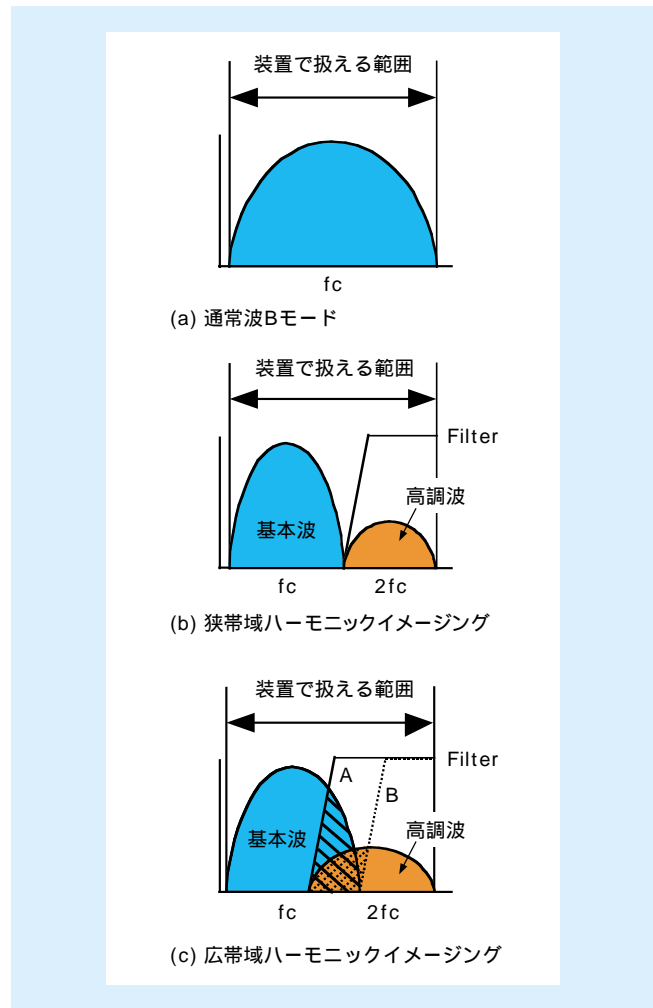 装置で扱える範囲
fc
(a) 通常波Bモード
装置で扱える範囲
Filter
高調波
基本波
fc 2fc
(b) 狭帯域ハーモニックイメージング
装置で扱える範囲
Filter
A
B
高調波
基本波
fc 2fc
(c) 広帯域ハーモニックイメージング